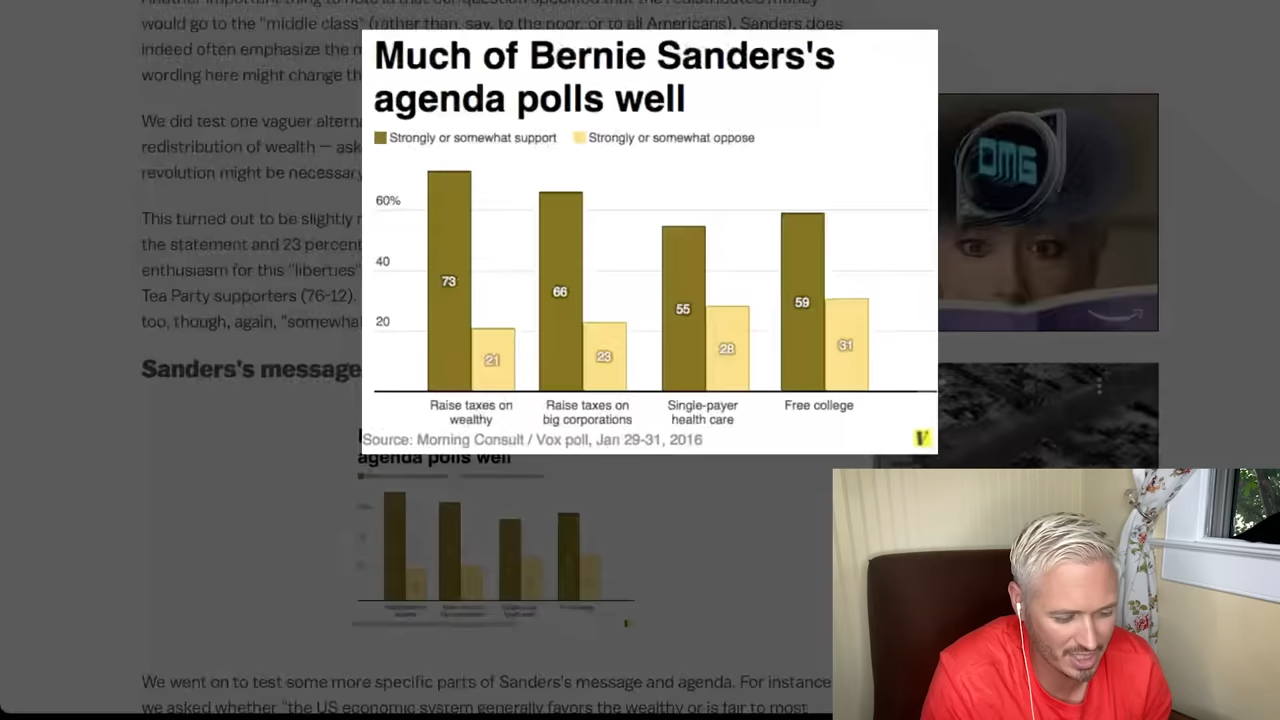 would go to the "middle class" (rather than, say, to the poor, or to all Americans). Sanders does
indeed often emphasize the m
wording here might change th
We did test one vaguer alterna
redistribution of wealth — ask
revolution might be necessary
This turned out to be slightly r
the statement and 23 percent
enthusiasm for this "liberties"
Tea Party supporters (76-12).
too, though, again, "somewha
Sanders's message
Much of Bernie Sanders's
agenda polls well
Strongly or somewhat support
Strongly or somewhat oppose
60%
40
20
73
21
66
23
55
28
59
31
Raise taxes on
wealthy
Raise taxes on
big corporations
Single-payer
health care
Free college
Source: Morning Consult / Vox poll, Jan 29-31, 2016
V
OMG
agenda polls well
We went on to test some more specific parts of Sanders's message and agenda. For instance
we asked whether "the US economic system generally favors the wealthy or is fair to most